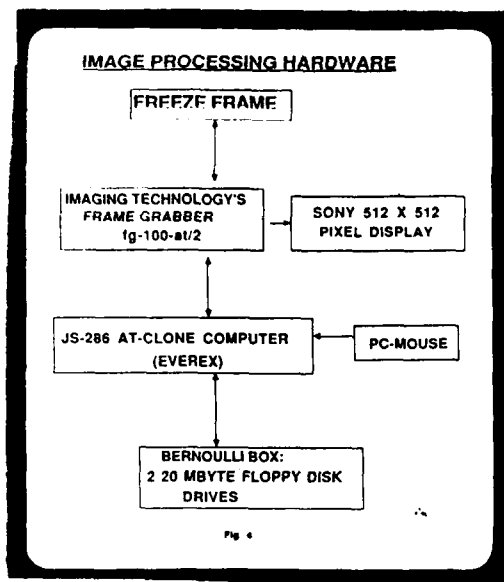 IMAGE PROCESSING HARDWARE
FREEZE FRAME
IMAGING TECHNOLOGY'S
FRAME GRABBER
fg-100-at/2
SONY 512 X 512
PIXEL DISPLAY
JS-286 AT-CLONE COMPUTER
(EVEREX)
PC-MOUSE
BERNOULLI BOX:
2 20 MBYTE FLOPPY DISK
DRIVES
Fig